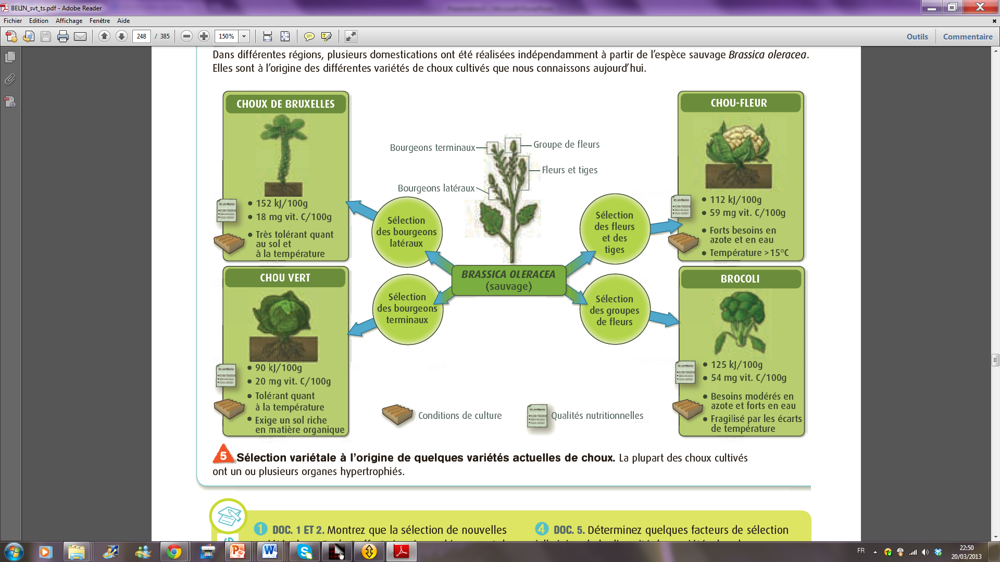 BELIN_svt_ts.pdf - Adobe Reader
Fichier Edition Affichage Fenêtre Aide
248 / 385 150% Outils Commentaire
Dans différentes régions, plusieurs domestications ont été réalisées indépendamment à partir de l'espèce sauvage Brassica oleracea.
Elles sont à l'origine des différentes variétés de choux cultivés que nous connaissons aujourd'hui.
CHOUX DE BRUXELLES
• 152 kJ/100g
• 18 mg vit. C/100g
• Très tolérant quant
au sol et
à la température
CHOU VERT
• 90 kJ/100g
• 20 mg vit. C/100g
• Tolérant quant
à la température
• Exige un sol riche
en matière organique
Bourgeons terminaux
Groupe de fleurs
Fleurs et tiges
Bourgeons latéraux
Sélection
des bourgeons
latéraux
Sélection
des bourgeons
terminaux
BRASSICA OLERACEA
(sauvage)
Sélection
des fleurs
et des
tiges
Sélection
des groupes
de fleurs
CHOU-FLEUR
• 112 kJ/100g
• 59 mg vit. C/100g
• Forts besoins en
azote et en eau
• Température >15°C
BROCOLI
• 125 kJ/100g
• 54 mg vit. C/100g
• Besoins modérés en
azote et forts en eau
• Fragilisé par les écarts
de température
Conditions de culture
Qualités nutritionnelles
5 Sélection variétale à l'origine de quelques variétés actuelles de choux. La plupart des choux cultivés
ont un ou plusieurs organes hypertrophiés.
1 DOC. 1 ET 2. Montrez que la sélection de nouvelles
4 DOC. 5. Déterminez quelques facteurs de sélection
FR
22:50
20/03/2013